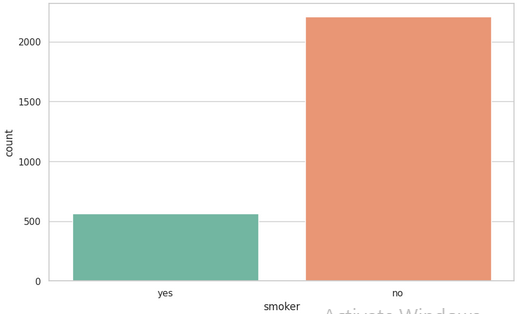 2000
1500
1000
500
0
count
yes no
smoker
Activate Windows